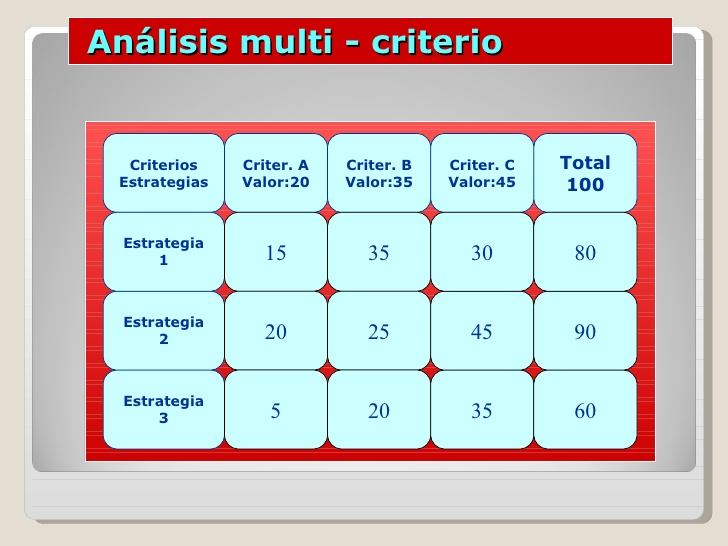 Análisis multi - criterio
Criterios Estrategias Criter. A Valor:20 Criter. B Valor:35 Criter. C Valor:45 Total 100
Estrategia 1 15 35 30 80
Estrategia 2 20 25 45 90
Estrategia 3 5 20 35 60